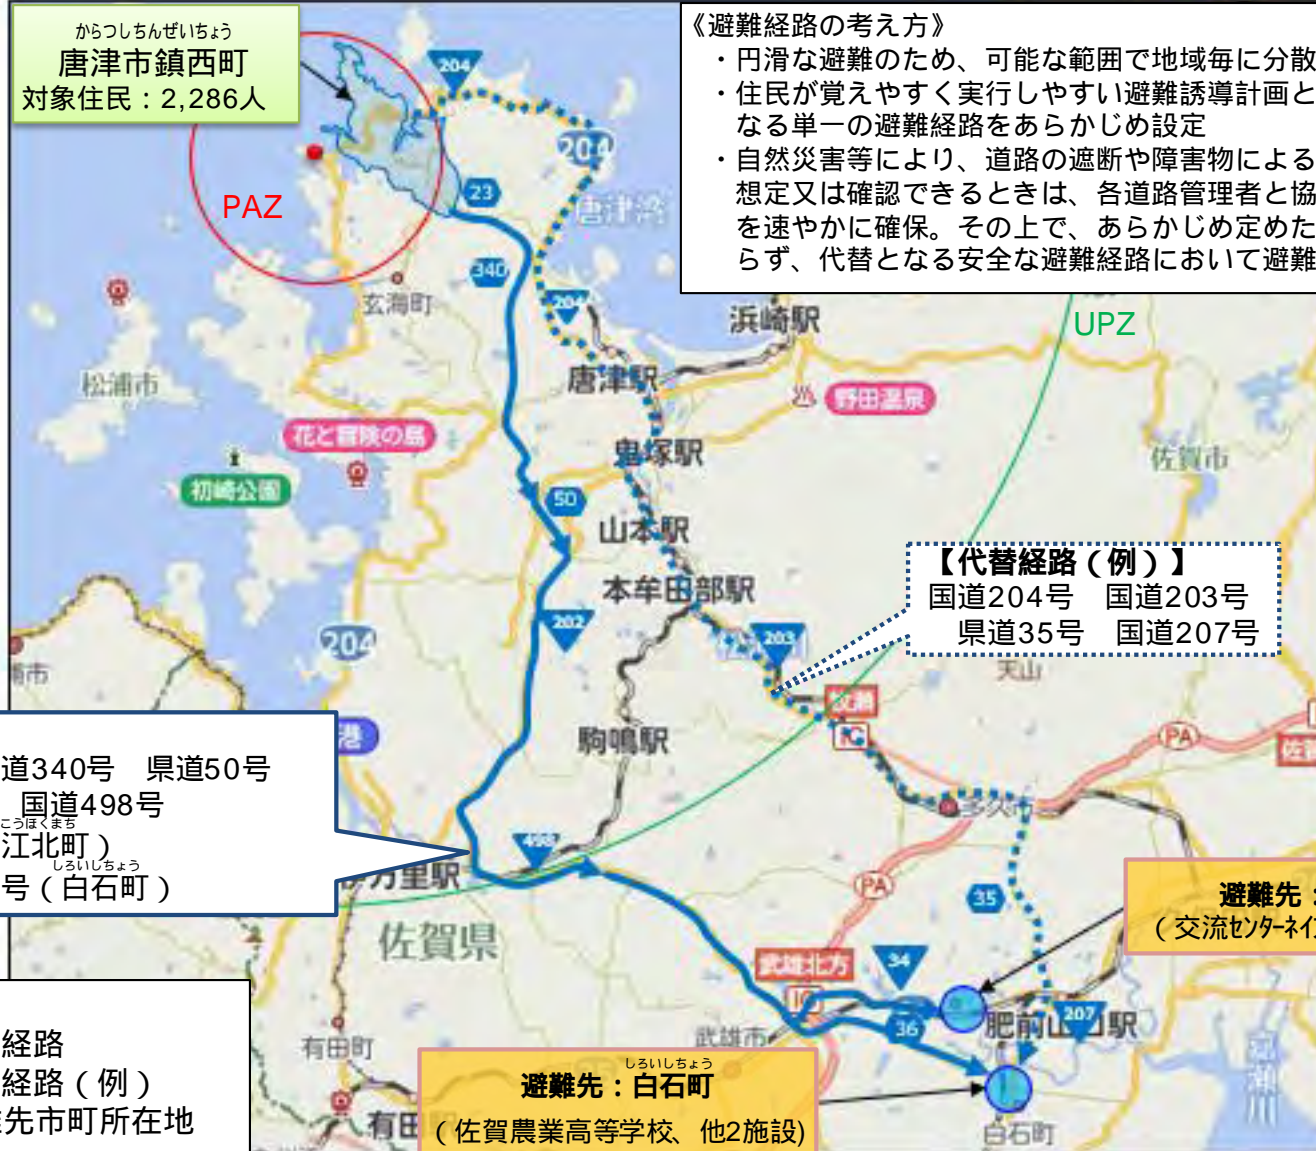 からつしちんぜいちょう
唐津市鎮西町
対象住民：2,286人
《避難経路の考え方》
・円滑な避難のため、可能な範囲で地域毎に分散
・住民が覚えやすく実行しやすい避難誘導計画と
なる単一の避難経路をあらかじめ設定
・自然災害等により、道路の遮断や障害物による
想定又は確認できるときは、各道路管理者と協
を速やかに確保。その上で、あらかじめ定めた
らず、代替となる安全な避難経路において避難
204
204
PAZ
23
唐津湾
340
玄海町
204
浜崎駅
UPZ
松浦市
唐津駅
野田温泉
花と冒険の島
鬼塚駅
佐賀市
初崎公園
50
山本駅
【代替経路（例）】
国道204号　国道203号
県道35号　国道207号
本牟田部駅
202
203
204
天山
浦市
駒鳴駅
IC
PA
港
道340号　県道50号
国道498号
こうほくまち
江北町）
しろいしちょう
号（白石町）
多久市
498
伊万里駅
PA
35
避難先：
（交流センターネイ
佐賀県
武雄北方
IC
34
36
207
肥前山口駅
武雄市
経路
経路（例）
先市町所在地
有田町
有田駅
しろいしちょう
避難先：白石町
（佐賀農業高等学校、他2施設)
白石町